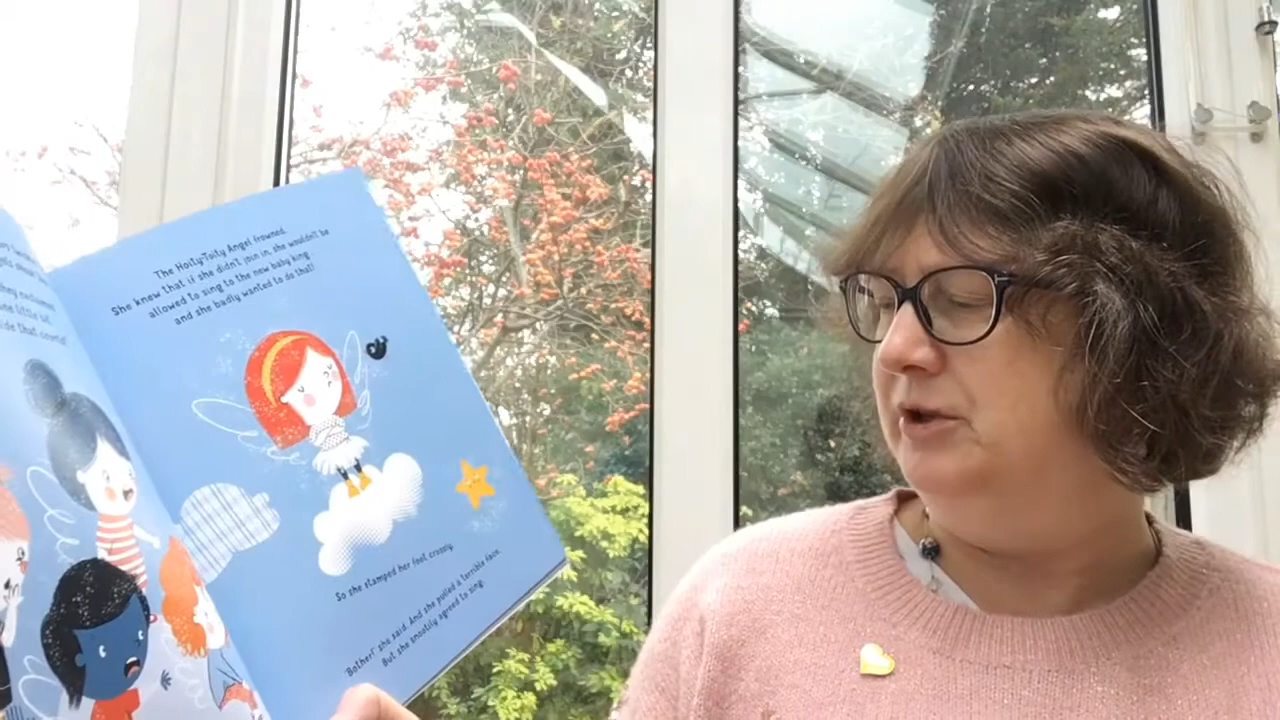 The Hoity-Toity Angel frowned.
She knew that if she didn't join in, she wouldn't be
allowed to sing to the new baby king
and she badly wanted to do that!
So she stamped her foot crossly.
"Bother!" she said. And she pulled a terrible face.
But she snootily agreed to sing.